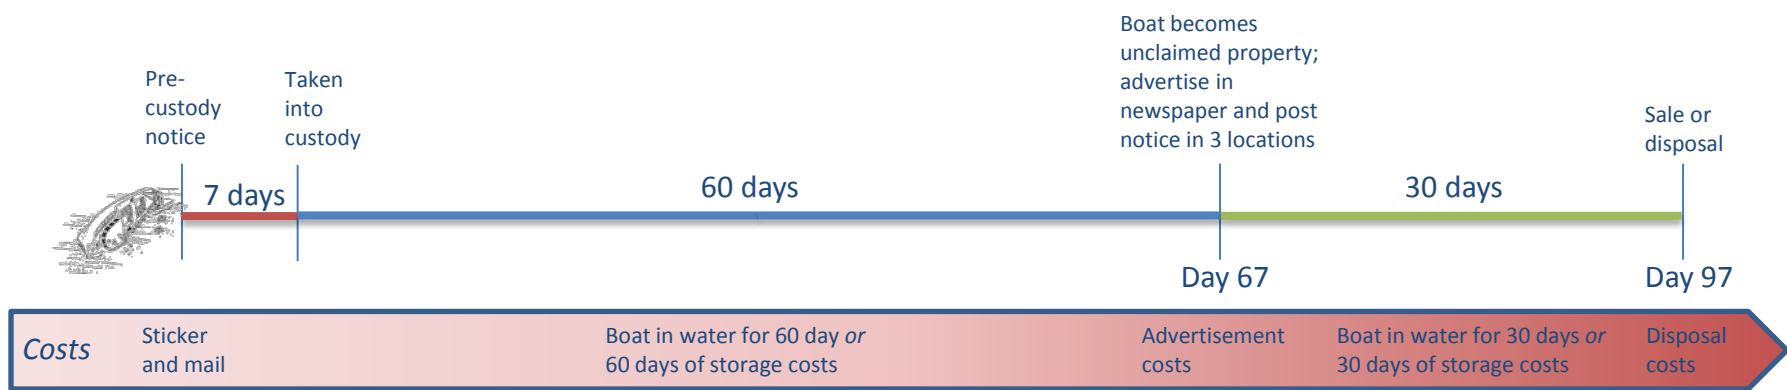 Boat becomes
unclaimed property;
advertise in
newspaper and post
notice in 3 locations
Pre-
custody
notice
Taken
into
custody
Sale or
disposal
7 days
60 days
30 days
Day 67
Day 97
Costs
Sticker
and mail
Boat in water for 60 day or
60 days of storage costs
Advertisement
costs
Boat in water for 30 days or
30 days of storage costs
Disposal
costs